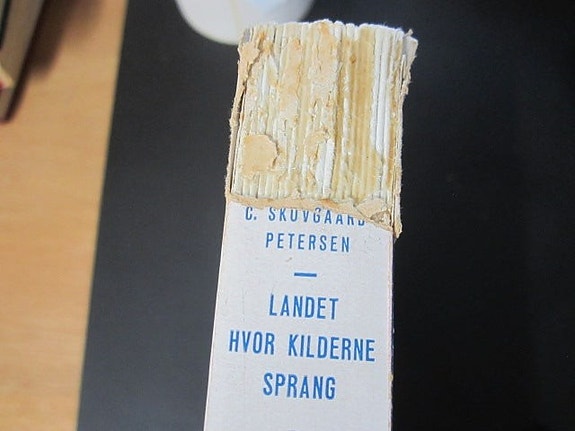 C. SKOVGAARD
PETERSEN
LANDET
HVOR KILDERNE
SPRANG